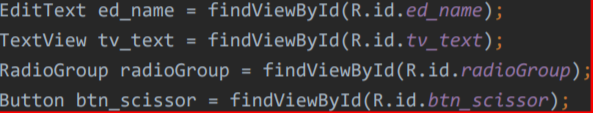 EditText ed_name = findViewById(R.id.ed_name);
TextView tv_text = findViewById(R.id.tv_text);
RadioGroup radioGroup = findViewById(R.id.radioGroup);
Button btn_scissor = findViewById(R.id.btn_scissor);